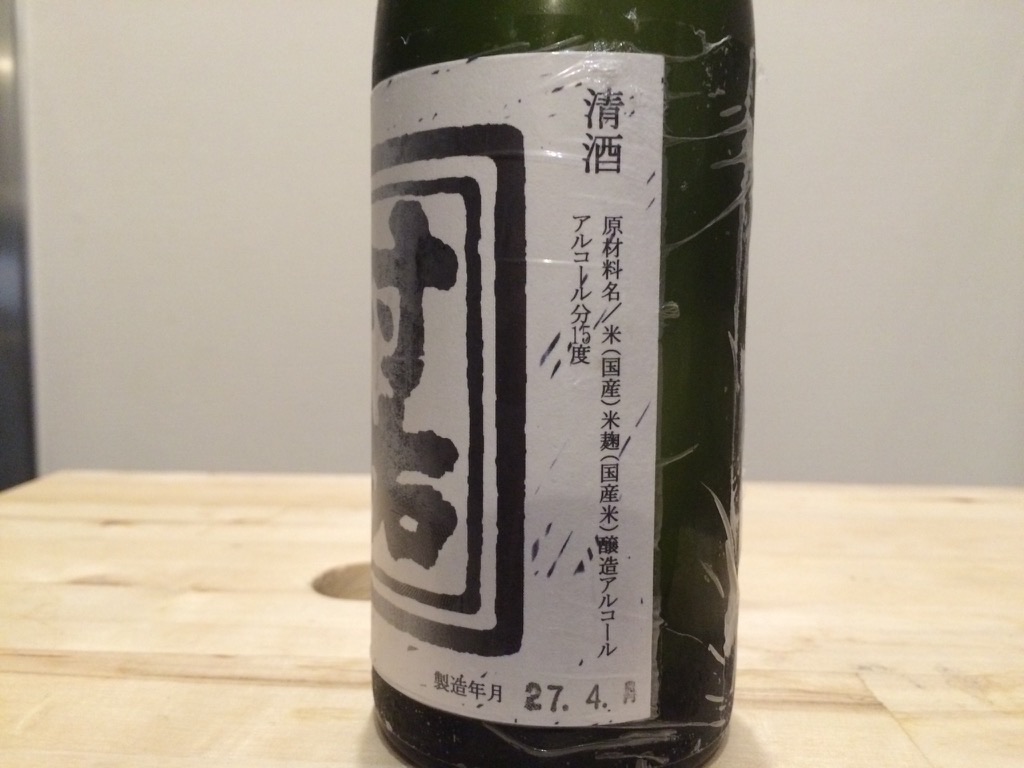 清酒
原材料名/米(国産)米麹(国産米)醸造アルコール
アルコール分15度
製造年月 27. 4.